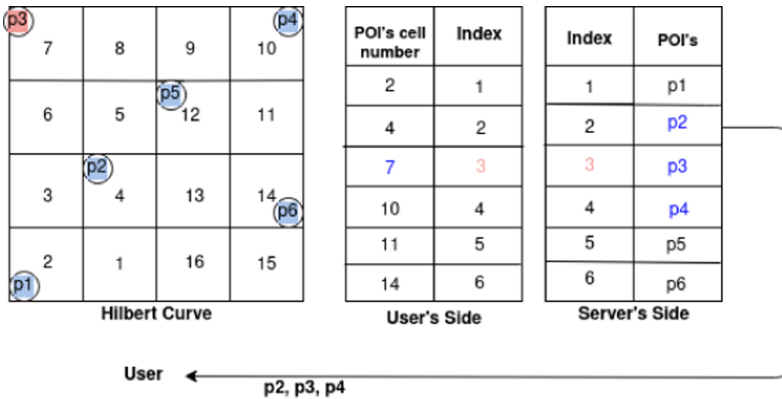 p3 p4
7 8 9 10
p5
6 5 12 11
p2
3 4 13 14
p6
2 1 16 15
p1
Hilbert Curve
POI's cell
number Index
2 1
4 2
7 3
10 4
11 5
14 6
User's Side
Index POI's
1 p1
2 p2
3 p3
4 p4
5 p5
6 p6
Server's Side
User
p2, p3, p4